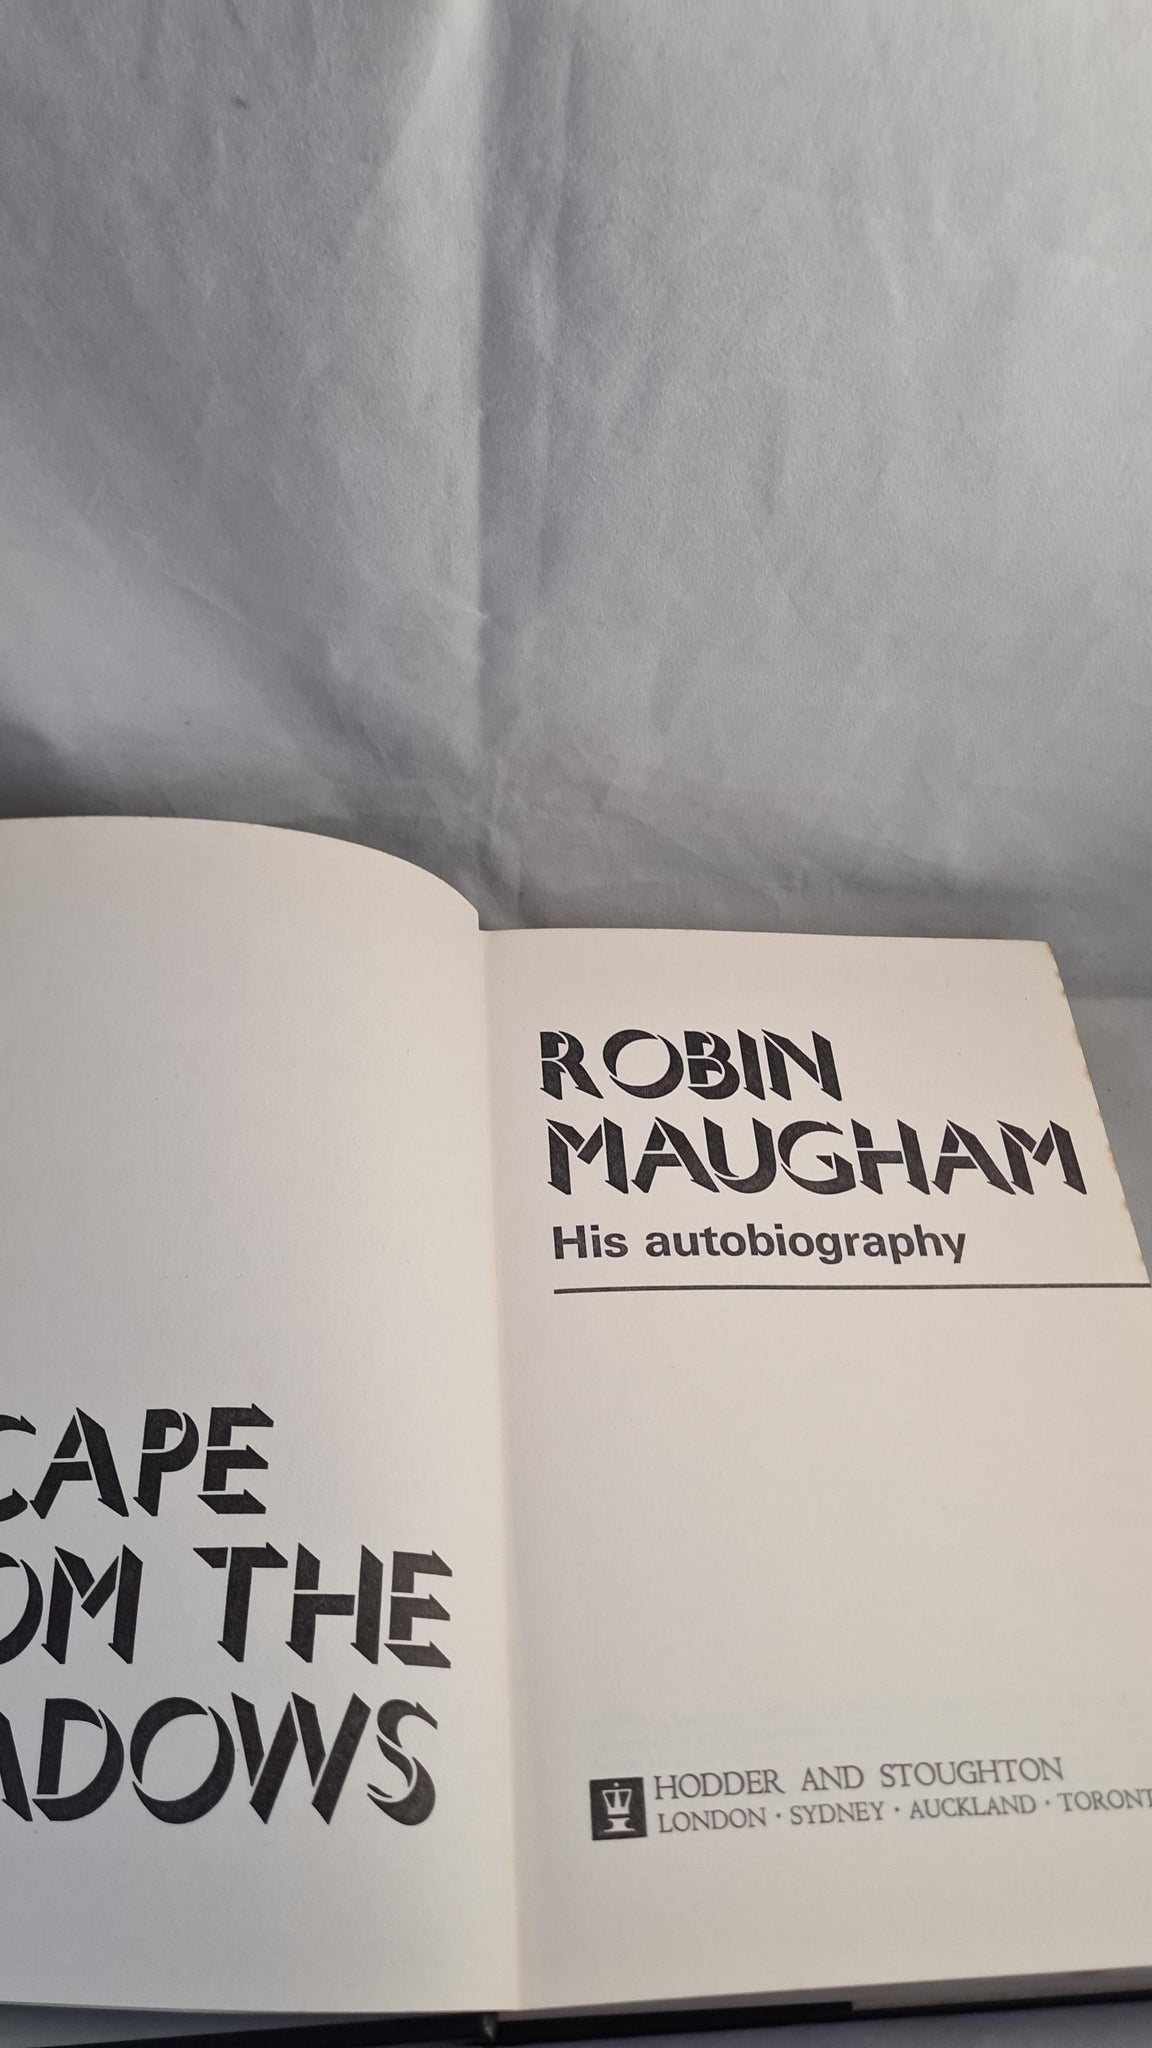 CAPE
OM THE
ADOWS
ROBIN
MAUGHAM
His autobiography
HODDER AND STOUGHTON
LONDON · SYDNEY · AUCKLAND · TORONT